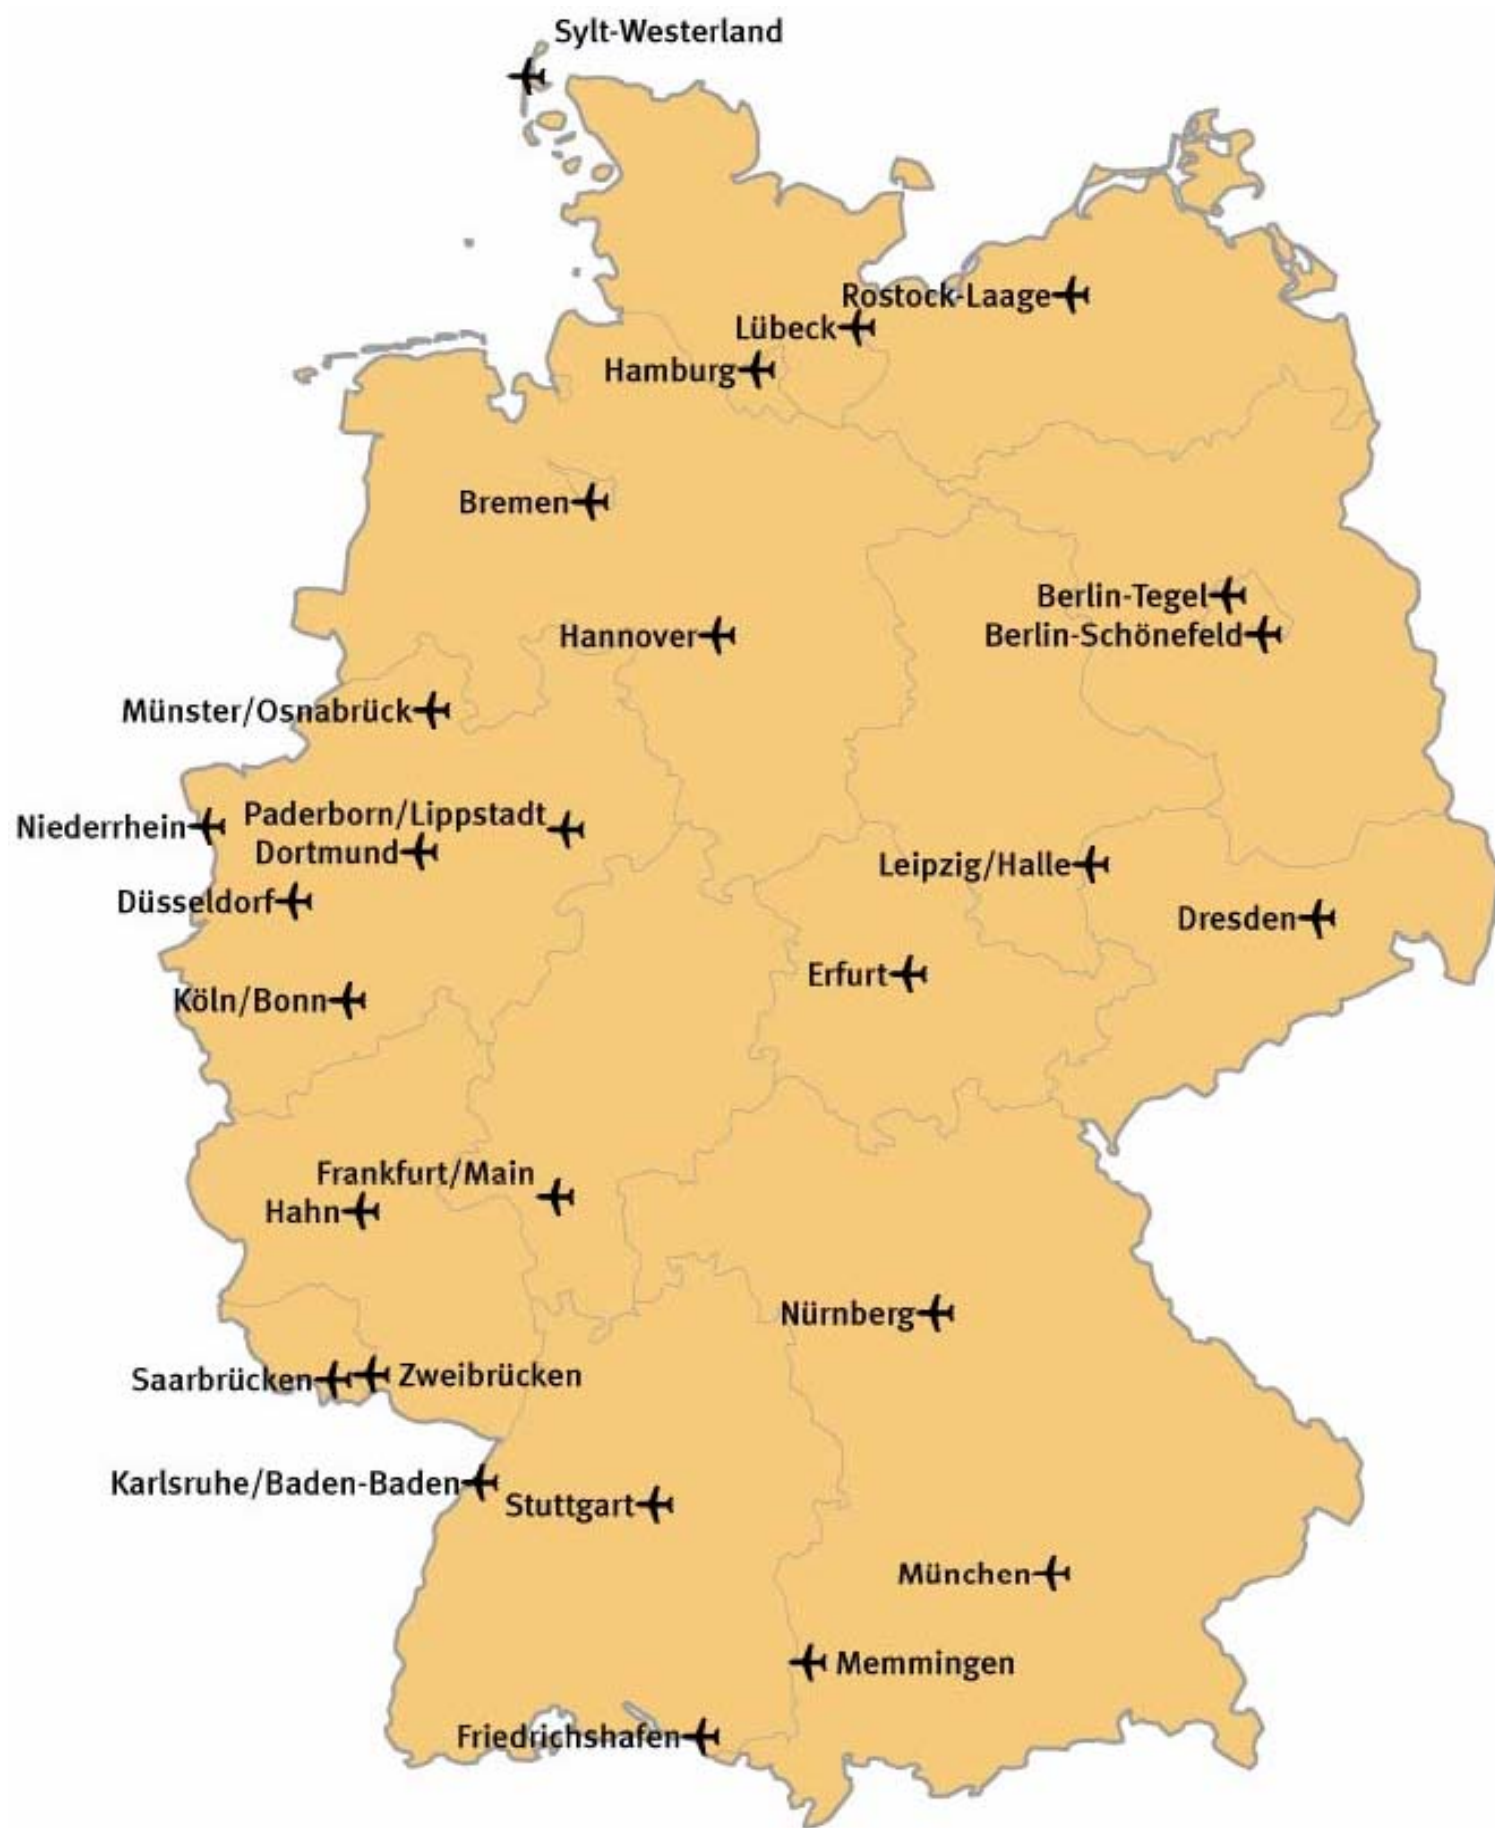 Sylt-Westerland
Rostock-Laage
Lübeck
Hamburg
Bremen
Berlin-Tegel
Hannover
Berlin-Schönefeld
Münster/Osnabrück
Paderborn/Lippstadt
Niederrhein
Dortmund
Leipzig/Halle
Düsseldorf
Dresden
Erfurt
Köln/Bonn
Frankfurt/Main
Hahn
Nürnberg
Saarbrücken
Zweibrücken
Karlsruhe/Baden-Baden
Stuttgart
München
Memmingen
Friedrichshafen